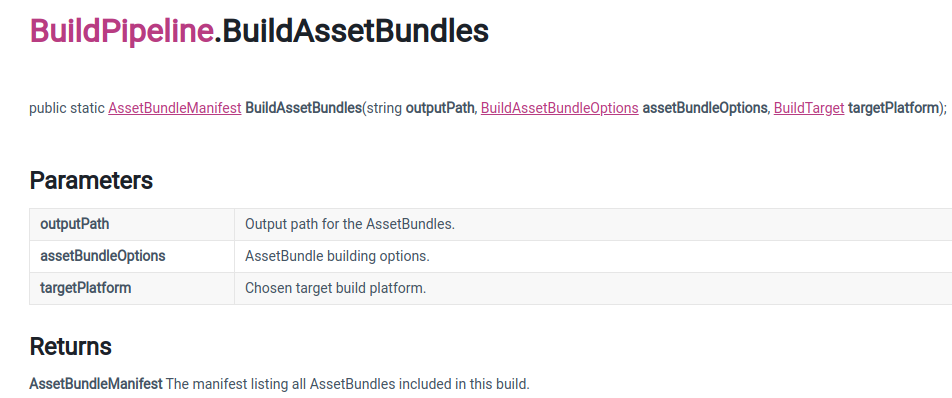 BuildPipeline.BuildAssetBundles
public static AssetBundleManifest BuildAssetBundles(string outputPath, BuildAssetBundleOptions assetBundleOptions, BuildTarget targetPlatform);
Parameters
outputPath Output path for the AssetBundles.
assetBundleOptions AssetBundle building options.
targetPlatform Chosen target build platform.
Returns
AssetBundleManifest The manifest listing all AssetBundles included in this build.